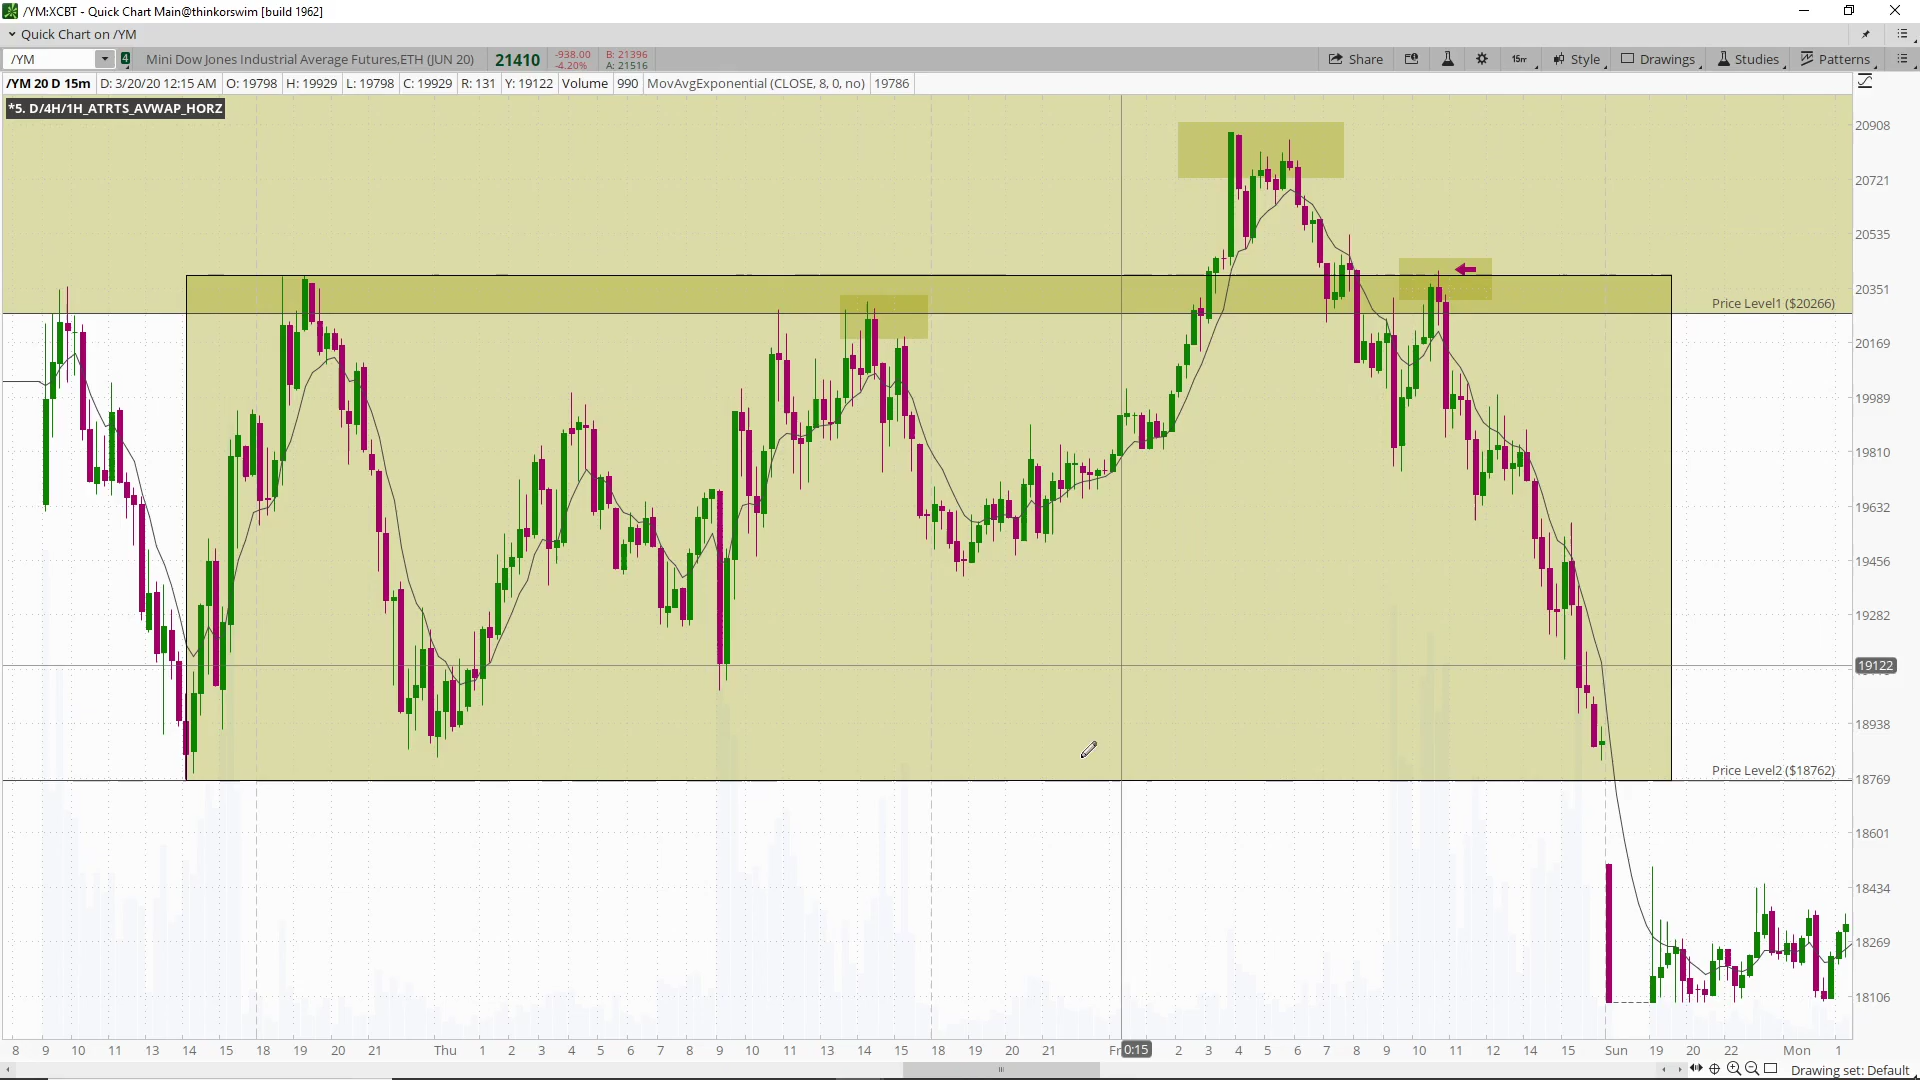 /YM:XCBT - Quick Chart Main@thinkorswim [build 1962]
Quick Chart on /YM
/YM 4 Mini Dow Jones Industrial Average Futures,ETH (JUN 20) 21410 -938.00 -4.20% B: 21396 A: 21516 Share 15m Style Drawings Studies Patterns
/YM 20 D 15m D: 3/20/20 12:15 AM O: 19798 H: 19929 L: 19798 C: 19929 R: 131 Y: 19122 Volume 990 MovAvgExponential (CLOSE, 8, 0, no) 19786
*5. D/4H/1H_ATRTS_AVWAP_HORZ
20908
20721
20535
20351
Price Level1 ($20266)
20169
19989
19810
19632
19456
19282
19122
18938
Price Level2 ($18762)
18769
18601
18434
18269
18106
8 9 10 11 12 13 14 15 18 19 20 21 Thu 1 2 3 4 5 6 7 8 9 10 11 13 14 15 18 19 20 21 Fr 0:15 2 3 4 5 6 7 8 9 10 11 12 14 15 Sun 19 20 22 Mon 1
Drawing set: Default